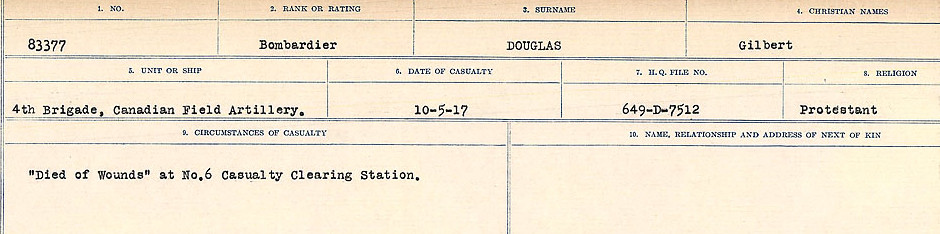 1. NO. 2. RANK OR RATING 3. SURNAME 4. CHRISTIAN NAMES
83377 Bombardier DOUGLAS Gilbert
5. UNIT OR SHIP 6. DATE OF CASUALTY 7. H.Q. FILE NO. 8. RELIGION
4th Brigade, Canadian Field Artillery. 10-5-17 649-D-7512 Protestant
9. CIRCUMSTANCES OF CASUALTY 10. NAME, RELATIONSHIP AND ADDRESS OF NEXT OF KIN
"Died of Wounds" at No.6 Casualty Clearing Station.